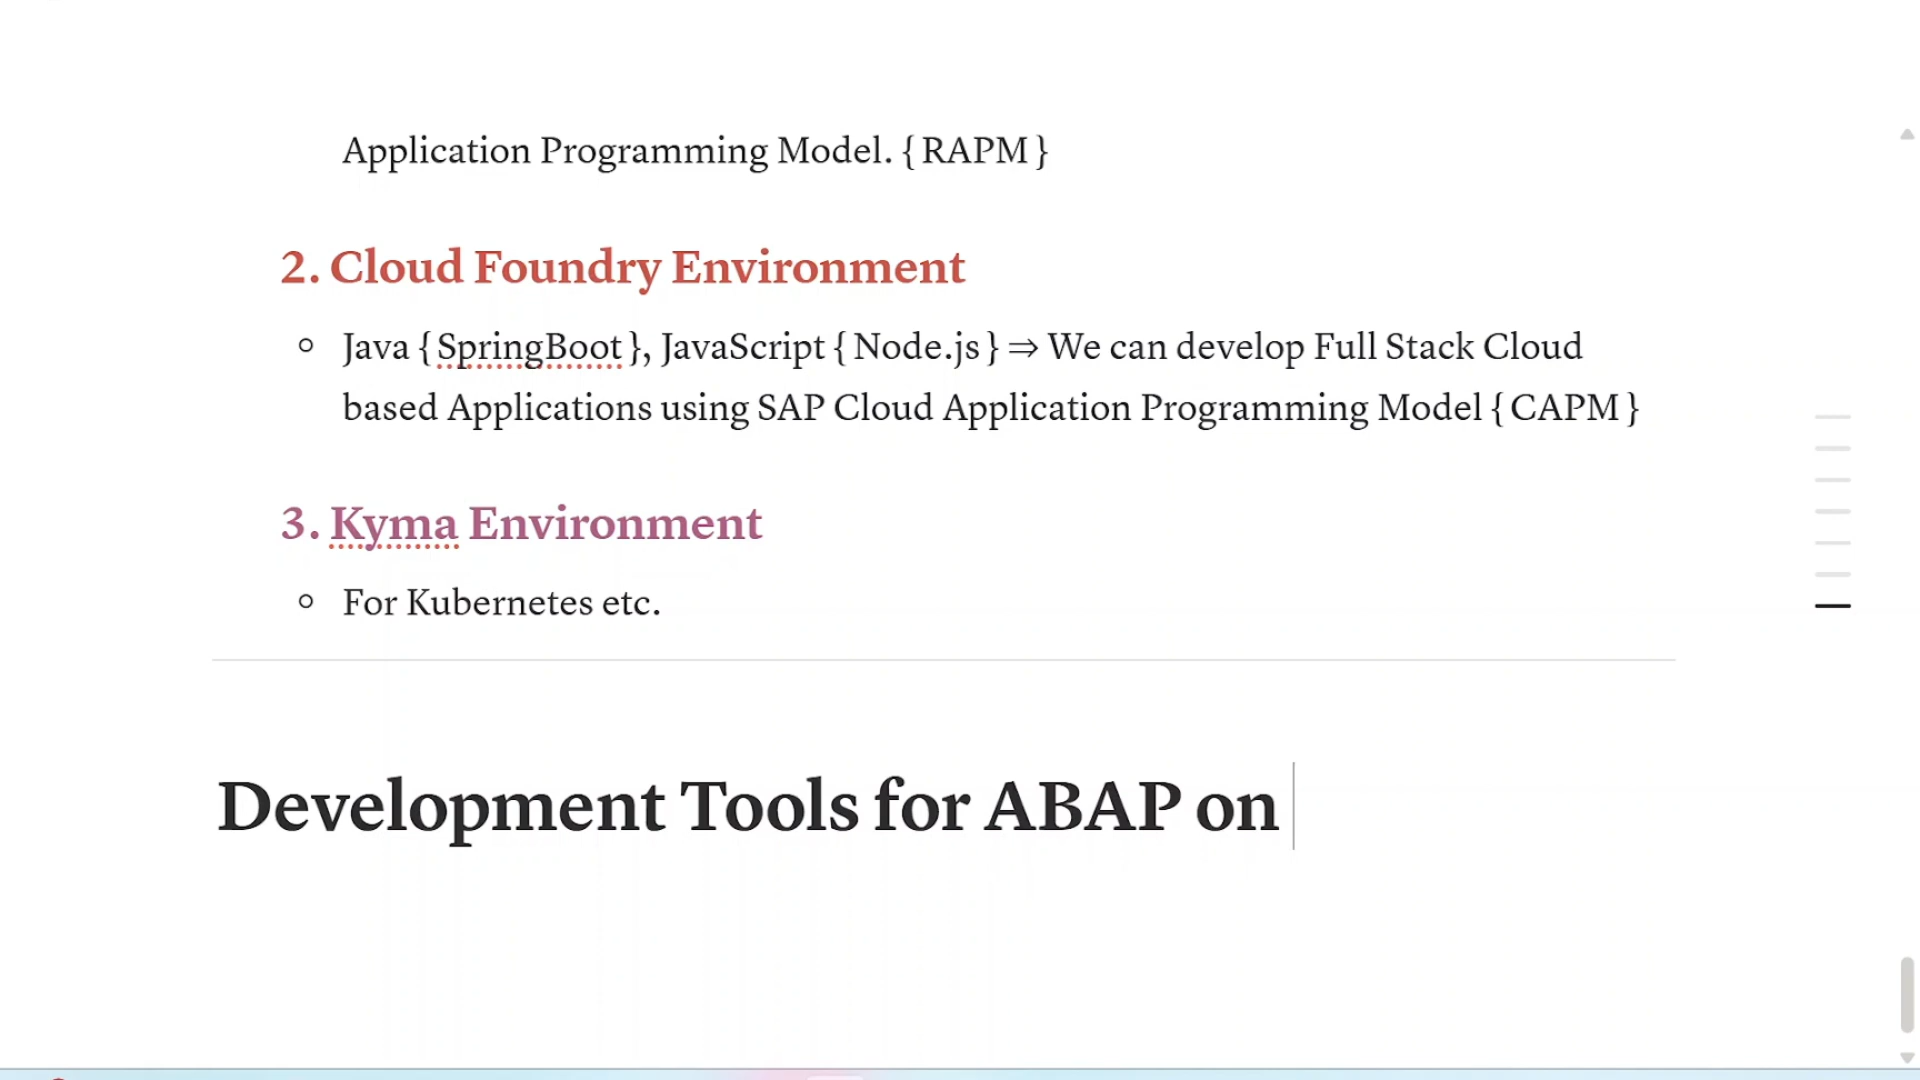 Application Programming Model. { RAPM }
2. Cloud Foundry Environment
Java { SpringBoot }, JavaScript { Node.js } ⇒ We can develop Full Stack Cloud
based Applications using SAP Cloud Application Programming Model { CAPM }
3. Kyma Environment
For Kubernetes etc.
Development Tools for ABAP on